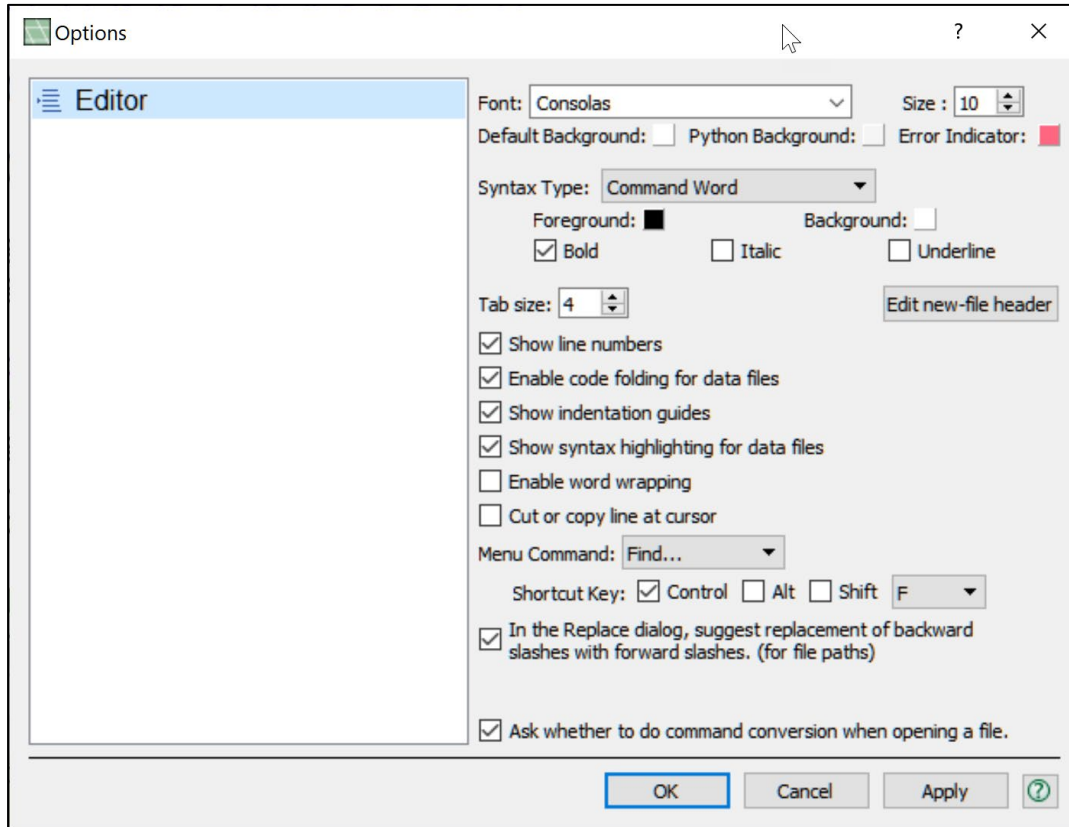 Options ?
Editor
Font: Consolas Size : 10
Default Background: Python Background: Error Indicator:
Syntax Type: Command Word
Foreground: Background:
Bold Italic Underline
Tab size: 4 Edit new-file header
Show line numbers
Enable code folding for data files
Show indentation guides
Show syntax highlighting for data files
Enable word wrapping
Cut or copy line at cursor
Menu Command: Find...
Shortcut Key: Control Alt Shift F
In the Replace dialog, suggest replacement of backward
slashes with forward slashes. (for file paths)
Ask whether to do command conversion when opening a file.
OK Cancel Apply ?